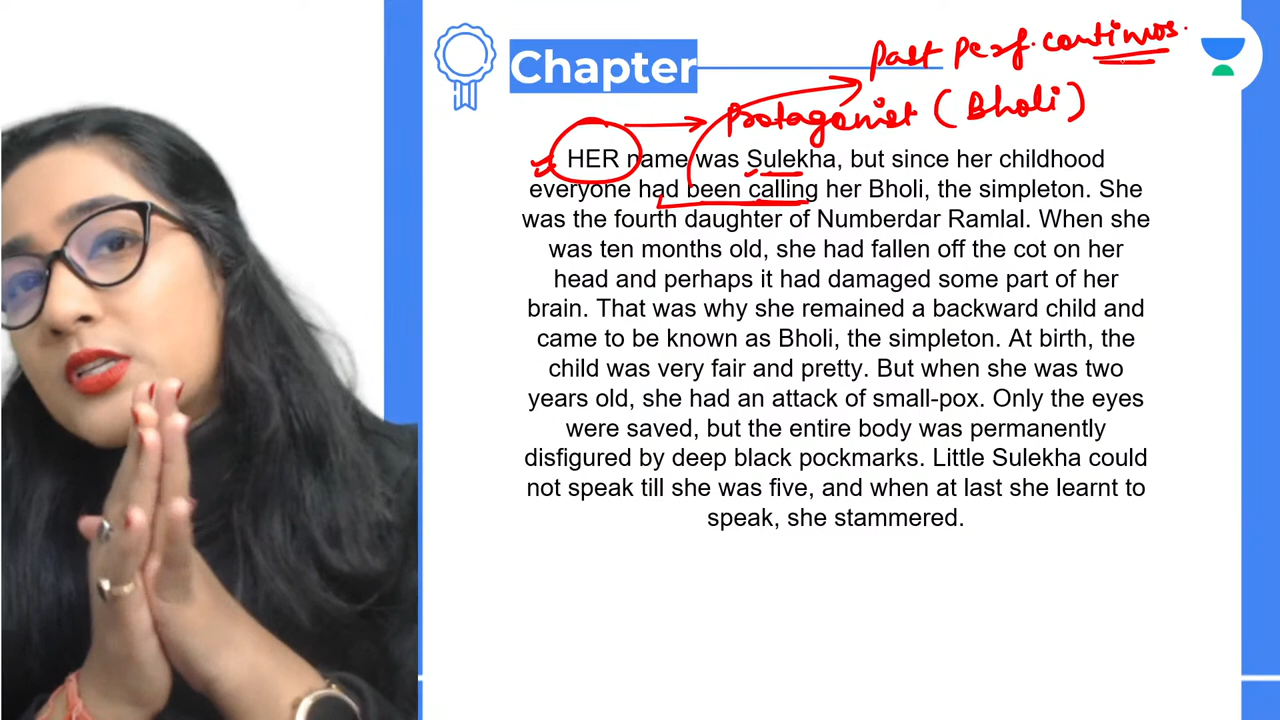 Chapter
Past Perf. continuos.
Protagonist (Bholi)
HER name was Sulekha, but since her childhood
everyone had been calling her Bholi, the simpleton. She
was the fourth daughter of Numberdar Ramlal. When she
was ten months old, she had fallen off the cot on her
head and perhaps it had damaged some part of her
brain. That was why she remained a backward child and
came to be known as Bholi, the simpleton. At birth, the
child was very fair and pretty. But when she was two
years old, she had an attack of small-pox. Only the eyes
were saved, but the entire body was permanently
disfigured by deep black pockmarks. Little Sulekha could
not speak till she was five, and when at last she learnt to
speak, she stammered.